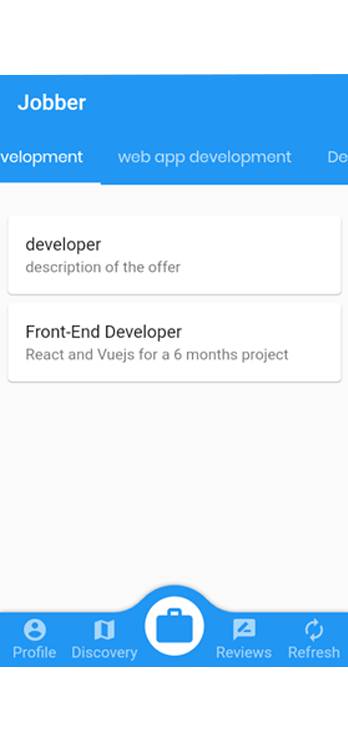 Jobber
velopment web app development De
developer
description of the offer
Front-End Developer
React and Vuejs for a 6 months project
Profile Discovery Reviews Refresh